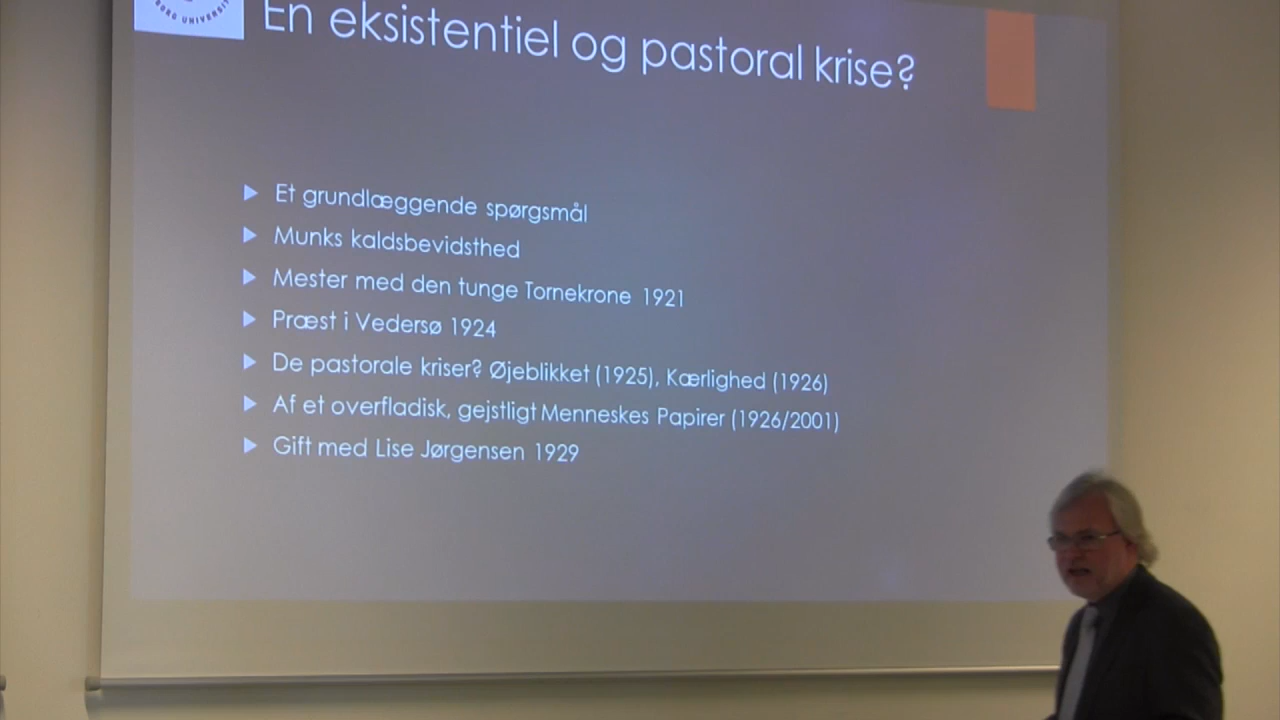 BORG UNIVERSIT
En eksistentiel og pastoral krise?
Et grundlæggende spørgsmål
Munks kaldsbevidsthed
Mester med den tunge Tornekrone 1921
Præst i Vedersø 1924
De pastorale kriser? Øjeblikket (1925), Kærlighed (1926)
Af et overfladisk, gejstligt Menneskes Papirer (1926/2001)
Gift med Lise Jørgensen 1929